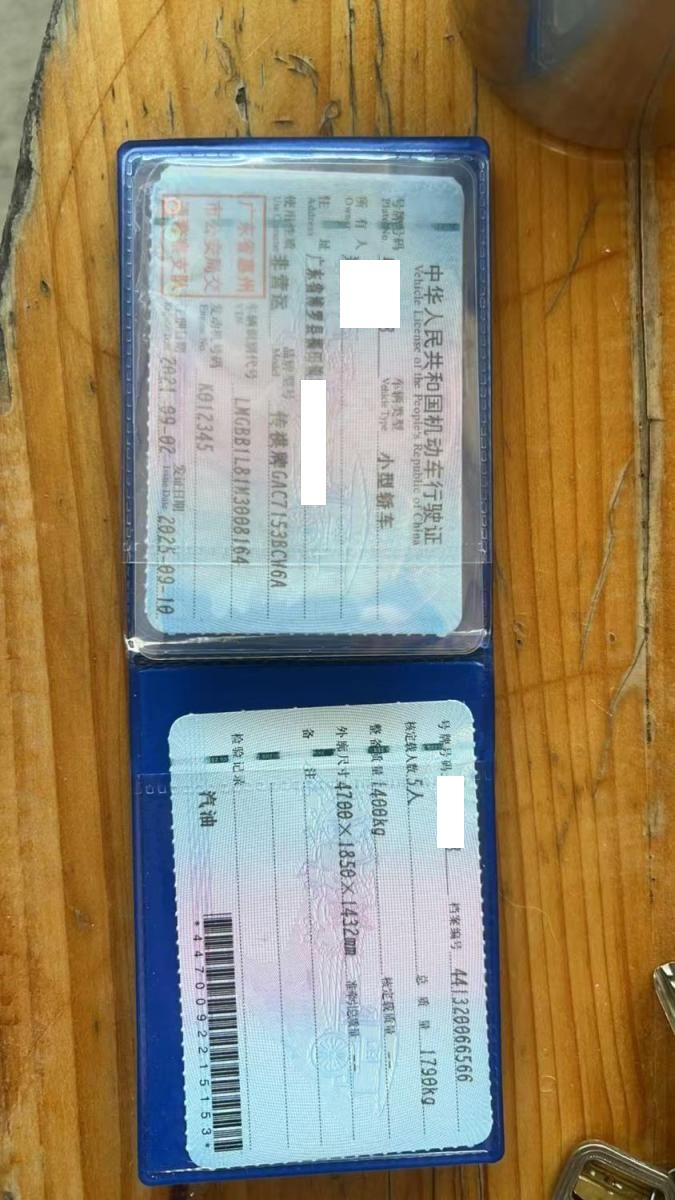 中华人民共和国机动车行驶证
Vehicle License of the People's Republic of China
号牌号码 车辆类型 小型轿车
Plate No. Vehicle Type
所有人
Owner
住址 广东省博罗县
Address
使用性质 非营运 品牌型号 传祺牌GAC7153BCW6A
Use Character Model
广东省惠州
市公安局交
通警察支队
车辆识别代号 LMGBB1L81M3008164
VIN
发动机号码 K012345
Engine No.
注册日期 2021-09-02 发证日期 2025-09-10
Issue Date
号牌号码 档案编号 441320066566
核定载人数 5人 总质量 1790kg
整备质量 1400kg 核定载质量 --
外廓尺寸 4700×1850×1432mm 准牵引总质量 --
备注
检验记录
汽油
*4470092215153*